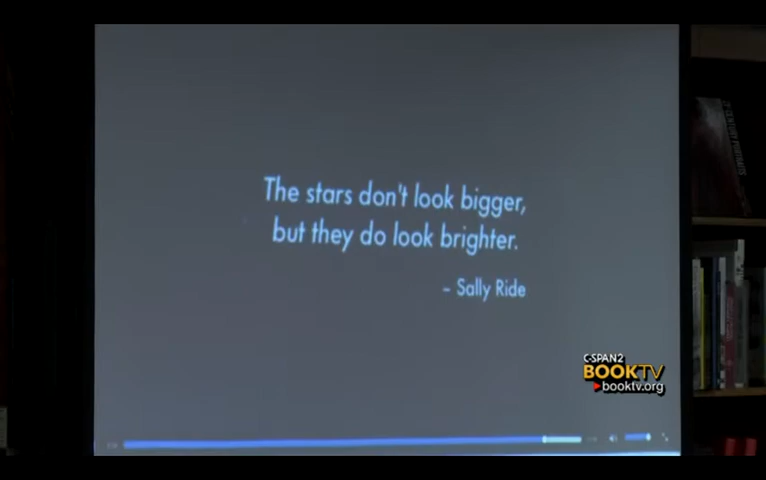 The stars don't look bigger,
but they do look brighter.
– Sally Ride
C-SPAN2
BOOKTV
booktv.org